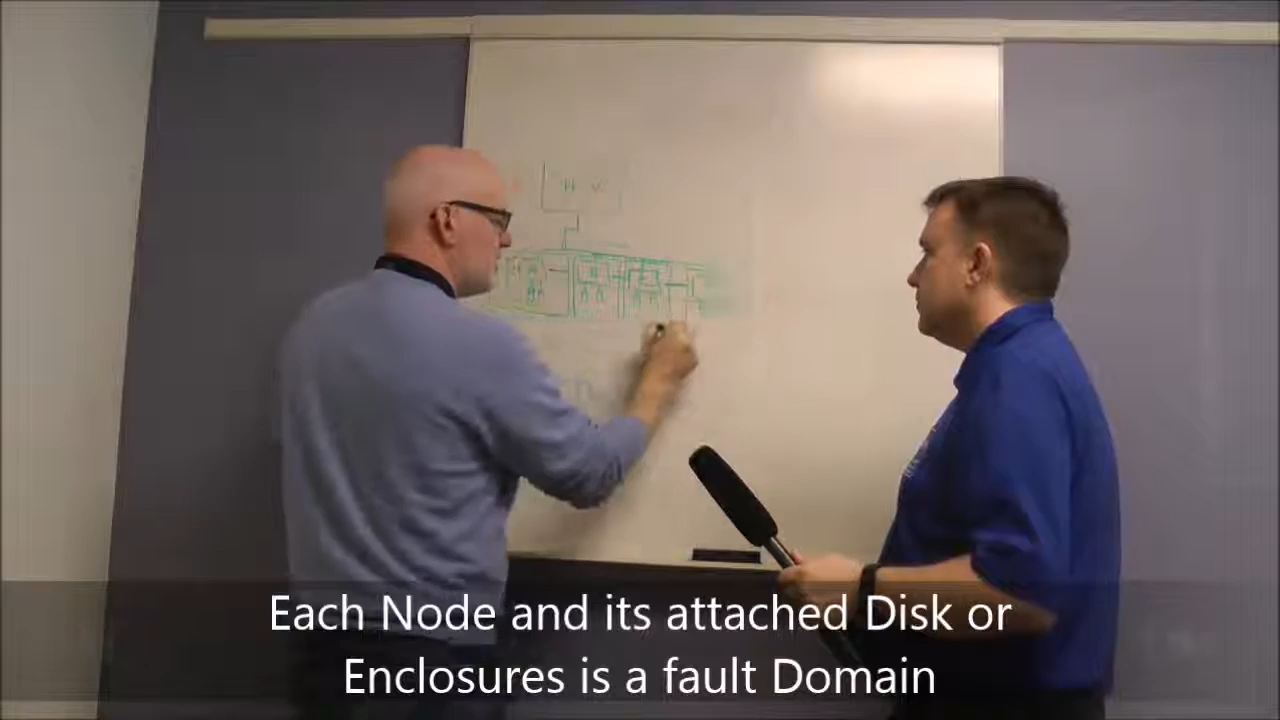 Each Node and its attached Disk or
Enclosures is a fault Domain